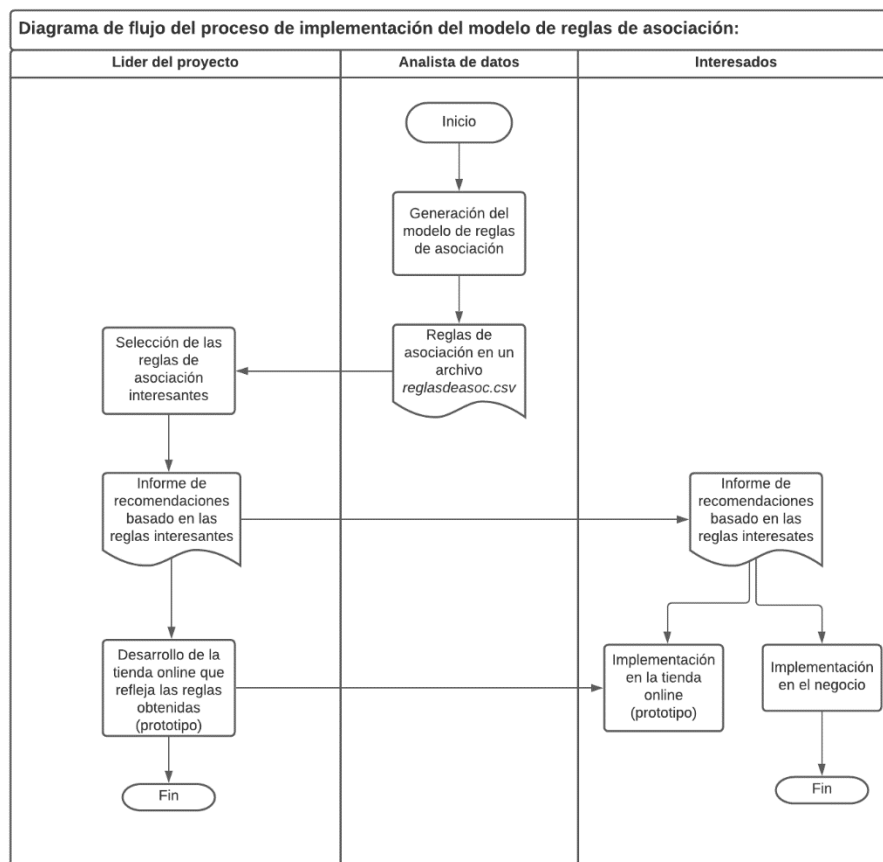 Diagrama de flujo del proceso de implementación del modelo de reglas de asociación:
Lider del proyecto
Analista de datos
Interesados
Inicio
Generación del
modelo de reglas
de asociación
Reglas de
asociación en un
archivo
reglasdeasoc.csv
Selección de las
reglas de
asociación
interesantes
Informe de
recomendaciones
basado en las
reglas interesantes
Informe de
recomendaciones
basado en las
reglas interesates
Desarrollo de la
tienda online que
refleja las reglas
obtenidas
(prototipo)
Implementación
en la tienda
online
(prototipo)
Implementación
en el negocio
Fin
Fin